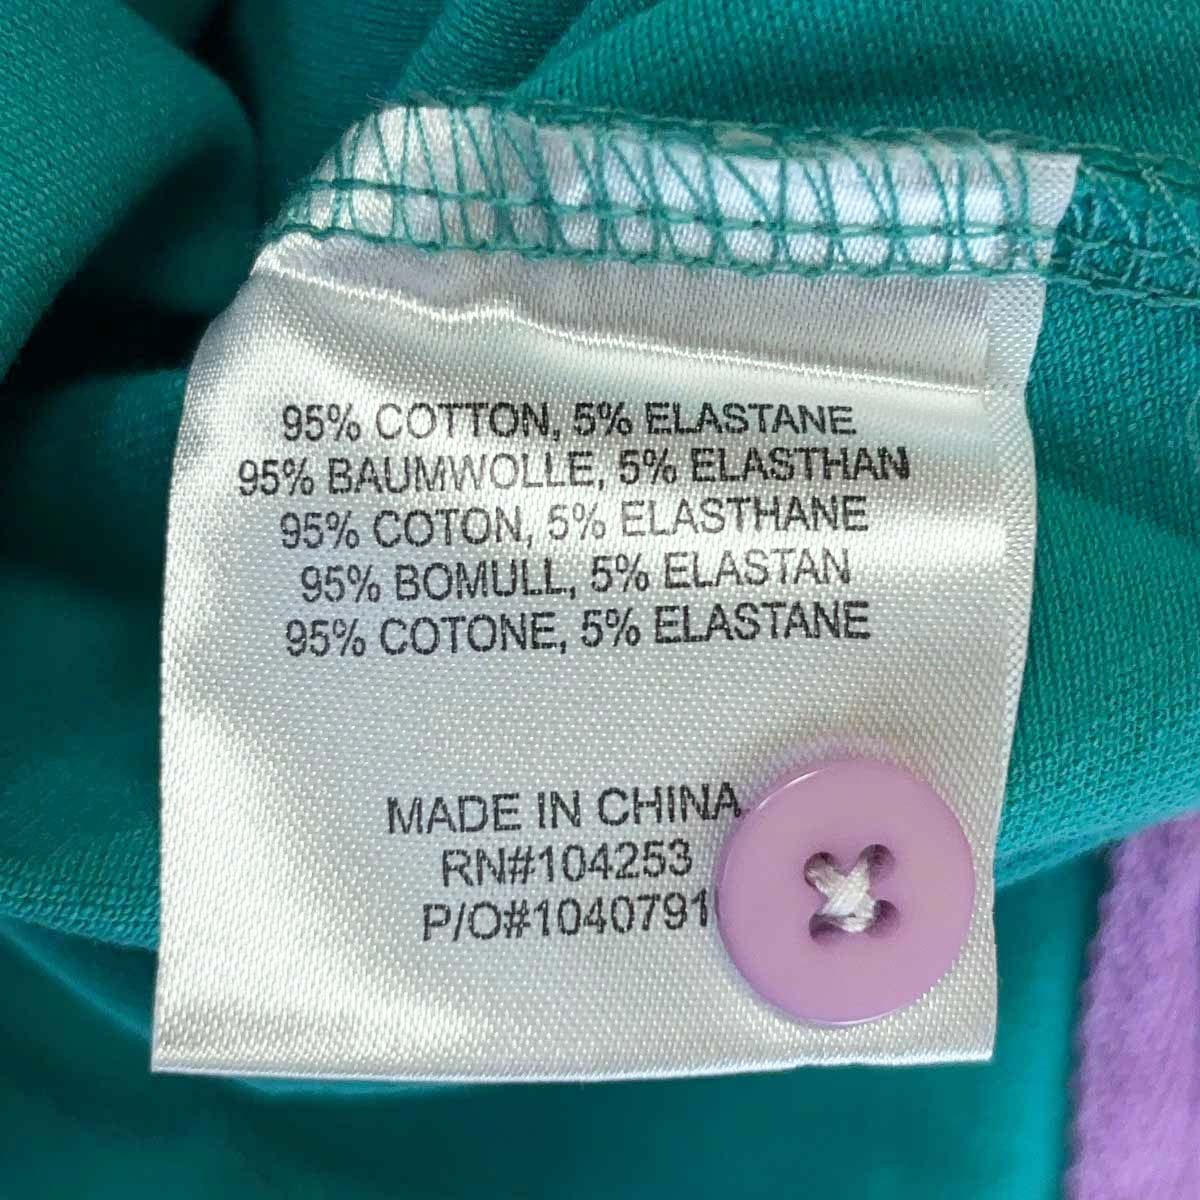 95% COTTON, 5% ELASTANE
95% BAUMWOLLE, 5% ELASTHAN
95% COTON, 5% ELASTHANE
95% BOMULL, 5% ELASTAN
95% COTONE, 5% ELASTANE
MADE IN CHINA
RN#104253
P/O#1040791